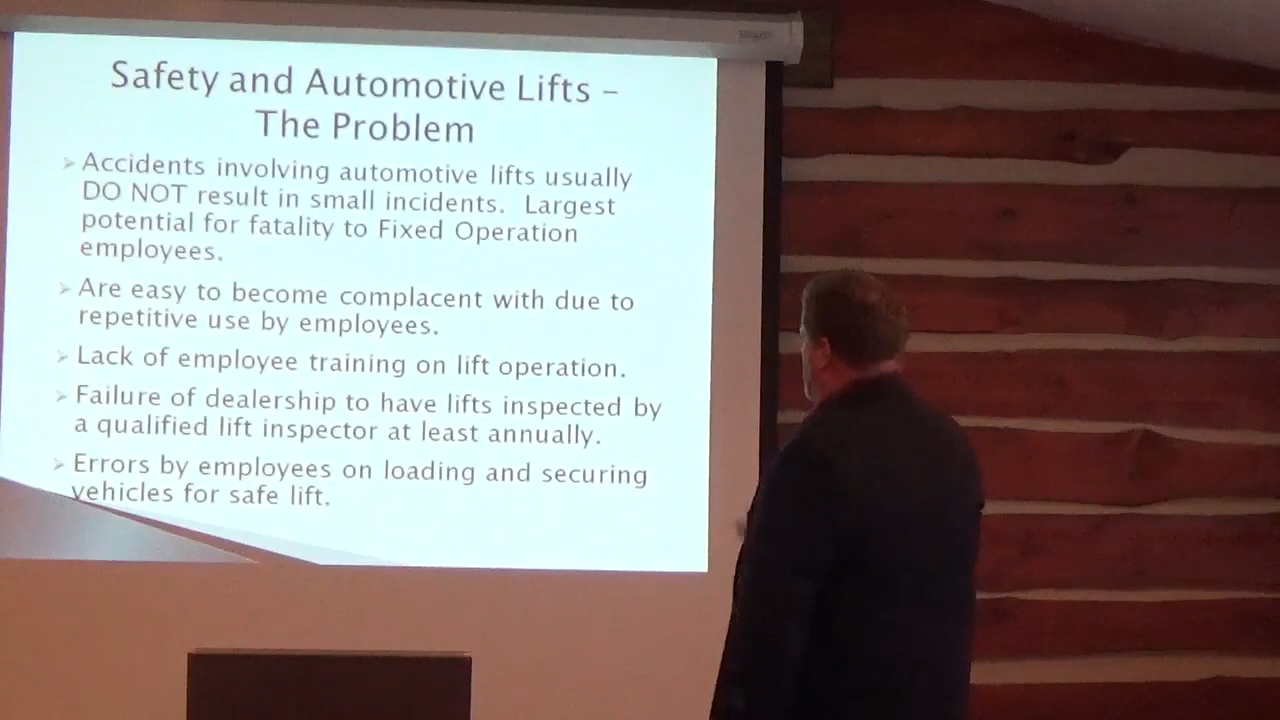 Safety and Automotive Lifts –
The Problem
Accidents involving automotive lifts usually
DO NOT result in small incidents. Largest
potential for fatality to Fixed Operation
employees.
Are easy to become complacent with due to
repetitive use by employees.
Lack of employee training on lift operation.
Failure of dealership to have lifts inspected by
a qualified lift inspector at least annually.
Errors by employees on loading and securing
vehicles for safe lift.